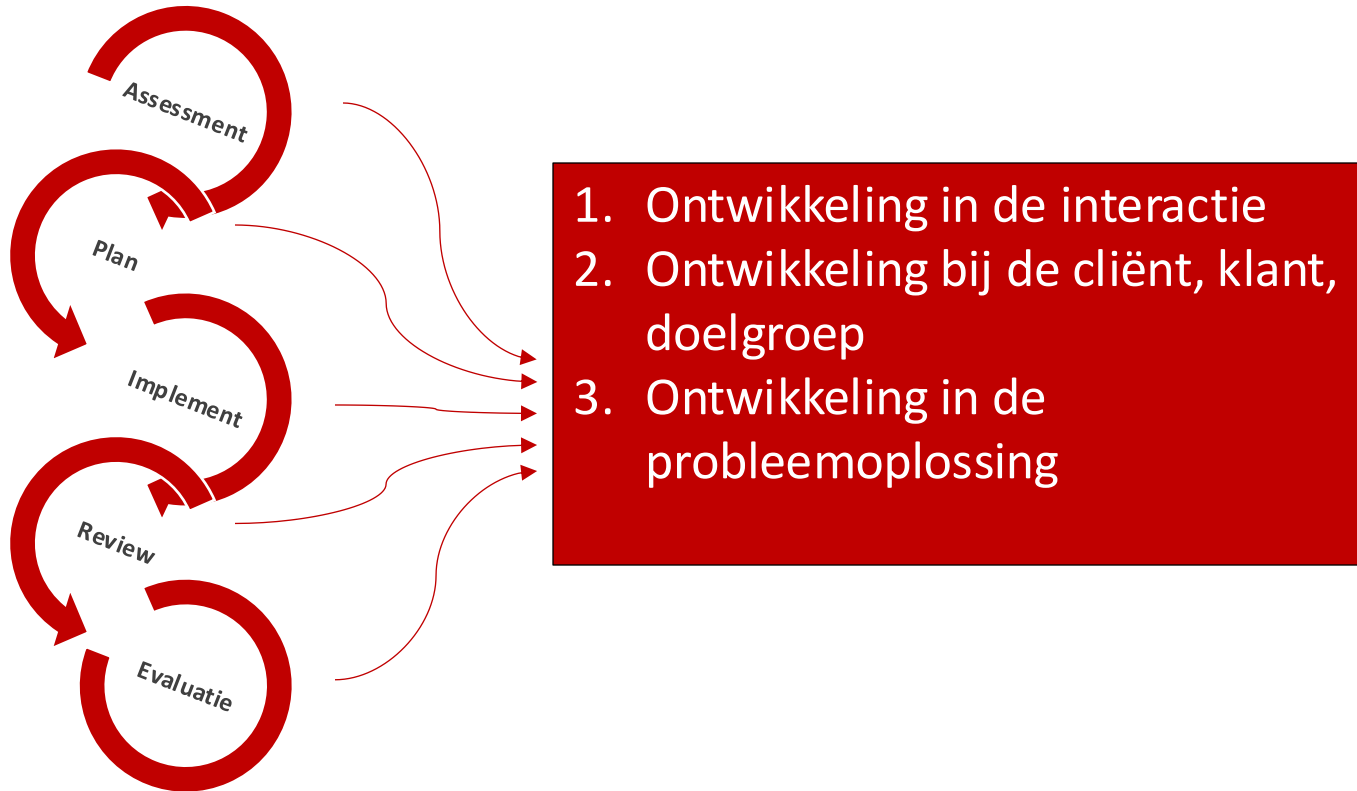 Assessment
Plan
Implement
Review
Evaluatie
1. Ontwikkeling in de interactie
2. Ontwikkeling bij de cliënt, klant,
doelgroep
3. Ontwikkeling in de
probleemoplossing